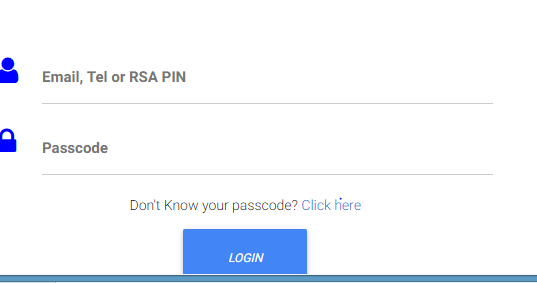 Email, Tel or RSA PIN
Passcode
Don't Know your passcode? Click here
LOGIN